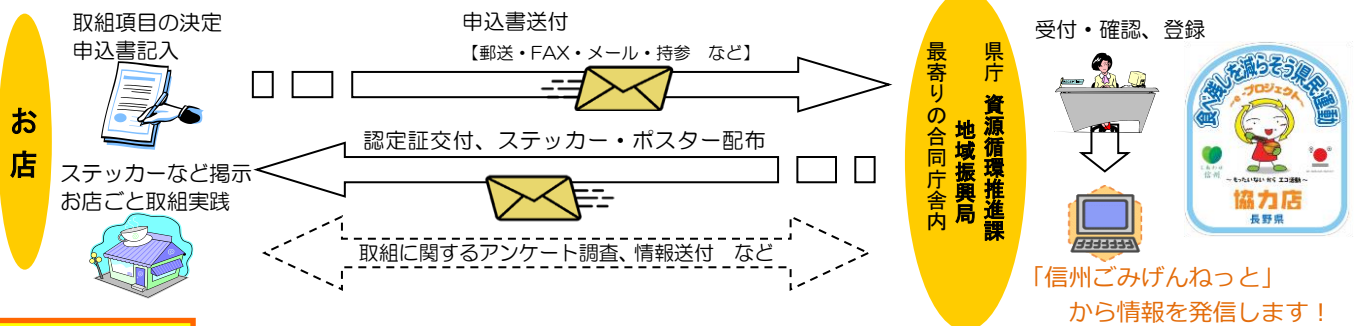 お店
取組項目の決定
申込書記入
ステッカーなど掲示
お店ごと取組実践
申込書送付
【郵送・FAX・メール・持参　など】
認定証交付、ステッカー・ポスター配布
取組に関するアンケート調査、情報送付　など
県庁 資源循環推進課
地域振興局
最寄りの合同庁舎内
受付・確認、登録
食べ残しを減らそう県民運動
～e-プロジェクト～
しあわせ
信州
～もったいないから エコ活動～
協力店
長野県
「信州ごみげんねっと」
から情報を発信します！